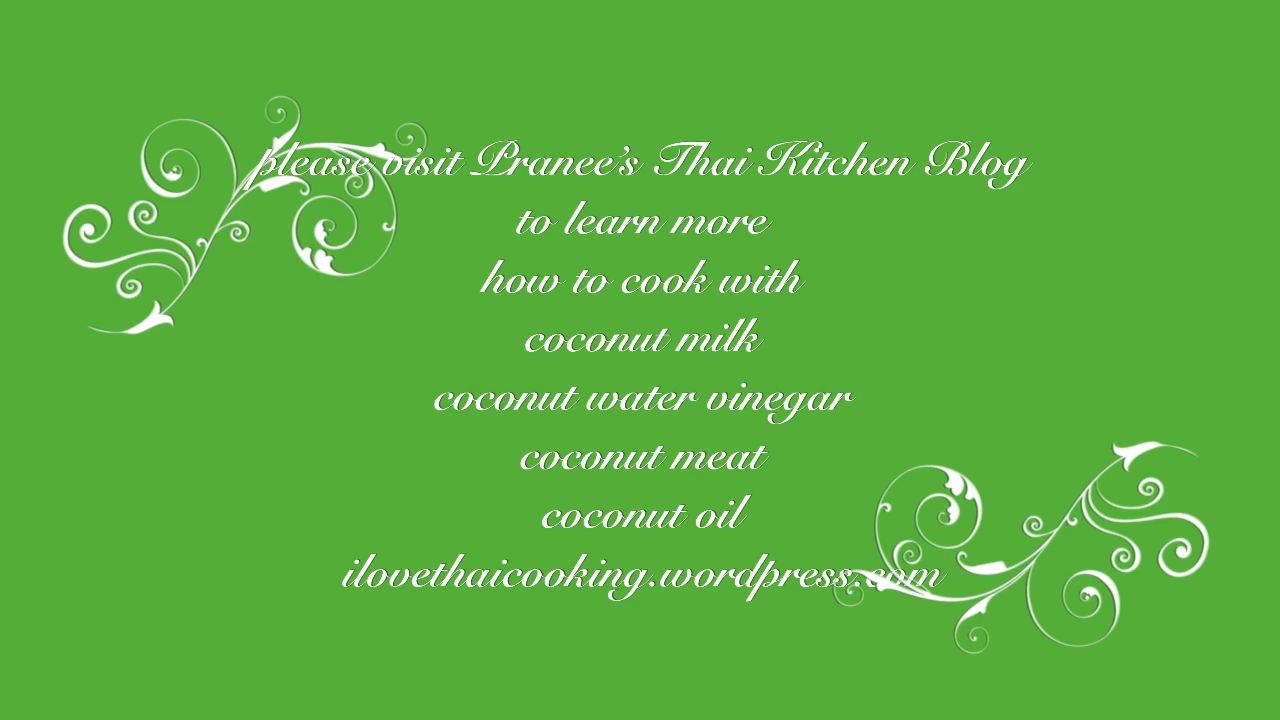 please visit Pranee's Thai Kitchen Blog
to learn more
how to cook with
coconut milk
coconut water vinegar
coconut meat
coconut oil
ilovethaicooking.wordpress.com